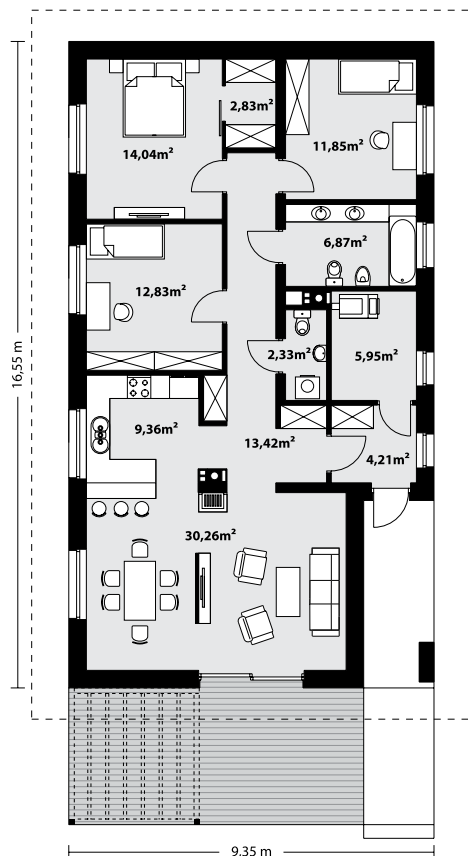 2,83m²
14,04m²
11,85m²
6,87m²
12,83m²
2,33m²
5,95m²
16,55 m
9,36m²
13,42m²
4,21m²
30,26m²
9,35 m